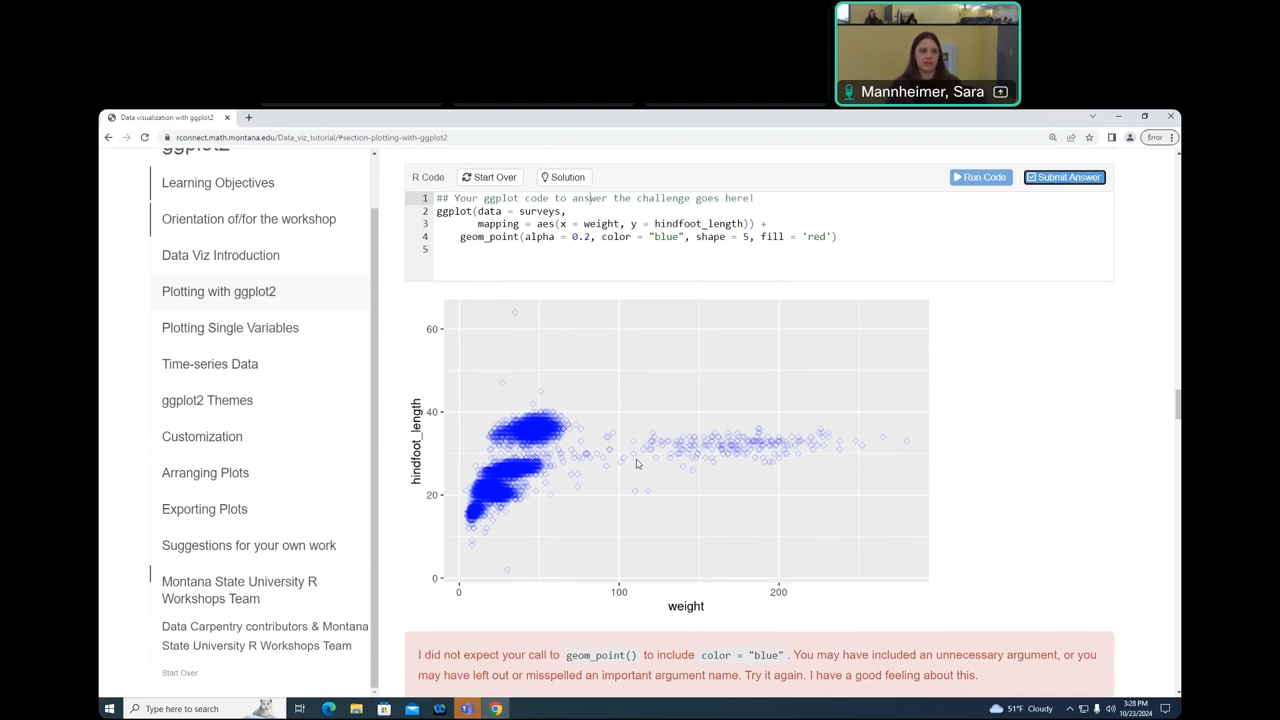 Mannheimer, Sara
Data visualization with ggplot2
rconnect.math.montana.edu/Data_viz_tutorial/#section-plotting-with-ggplot2
Error
ggplot2
Learning Objectives
Orientation of/for the workshop
Data Viz Introduction
Plotting with ggplot2
Plotting Single Variables
Time-series Data
ggplot2 Themes
Customization
Arranging Plots
Exporting Plots
Suggestions for your own work
Montana State University R
Workshops Team
Data Carpentry contributors & Montana
State University R Workshops Team
Start Over
R Code
Start Over
Solution
Run Code
Submit Answer
1 ## Your ggplot code to answer the challenge goes here!
2 ggplot(data = surveys,
3 mapping = aes(x = weight, y = hindfoot_length)) +
4 geom_point(alpha = 0.2, color = "blue", shape = 5, fill = 'red')
5
60
40
20
0
hindfoot_length
0 100 200
weight
I did not expect your call to geom_point() to include color = "blue". You may have included an unnecessary argument, or you
may have left out or misspelled an important argument name. Try it again. I have a good feeling about this.
Type here to search
51°F Cloudy
3:28 PM
10/23/2024